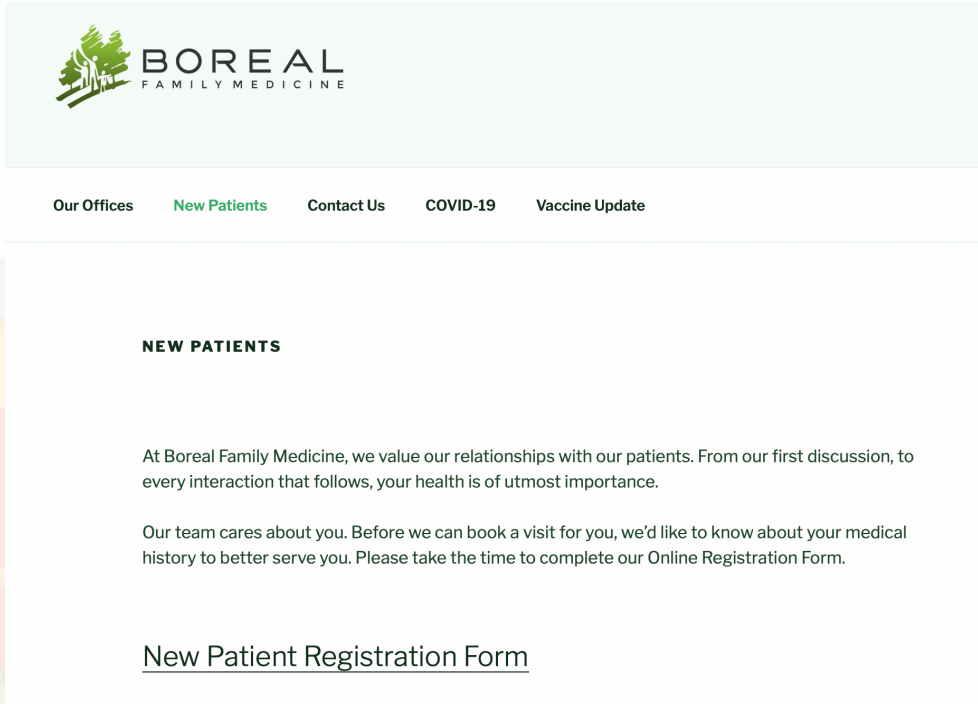 BOREAL
FAMILY MEDICINE
Our Offices New Patients Contact Us COVID-19 Vaccine Update
NEW PATIENTS
At Boreal Family Medicine, we value our relationships with our patients. From our first discussion, to
every interaction that follows, your health is of utmost importance.
Our team cares about you. Before we can book a visit for you, we’d like to know about your medical
history to better serve you. Please take the time to complete our Online Registration Form.
New Patient Registration Form